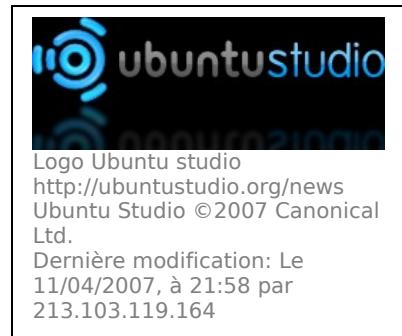 ubuntustudio
Logo Ubuntu studio
http://ubuntustudio.org/news
Ubuntu Studio ©2007 Canonical
Ltd.
Dernière modification: Le
11/04/2007, à 21:58 par
213.103.119.164